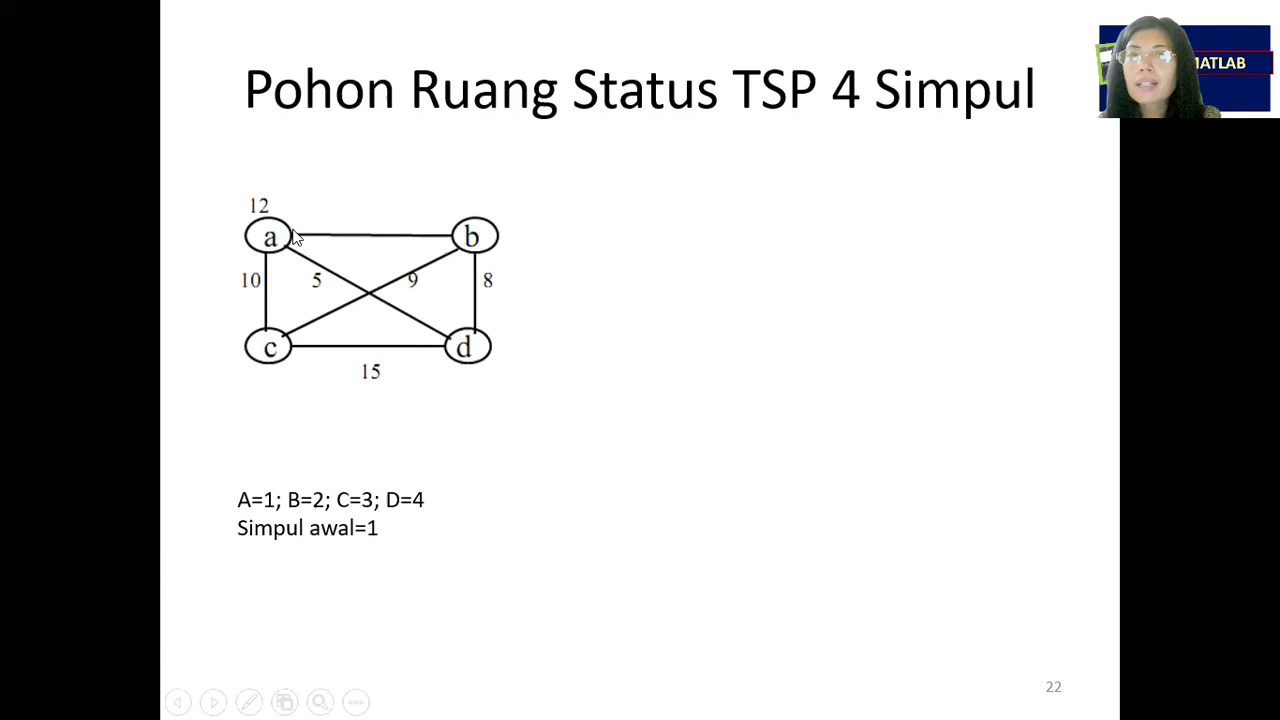 Pohon Ruang Status TSP 4 Simpul
MATLAB
12
a
b
10
5
9
8
c
d
15
A=1; B=2; C=3; D=4
Simpul awal=1
22